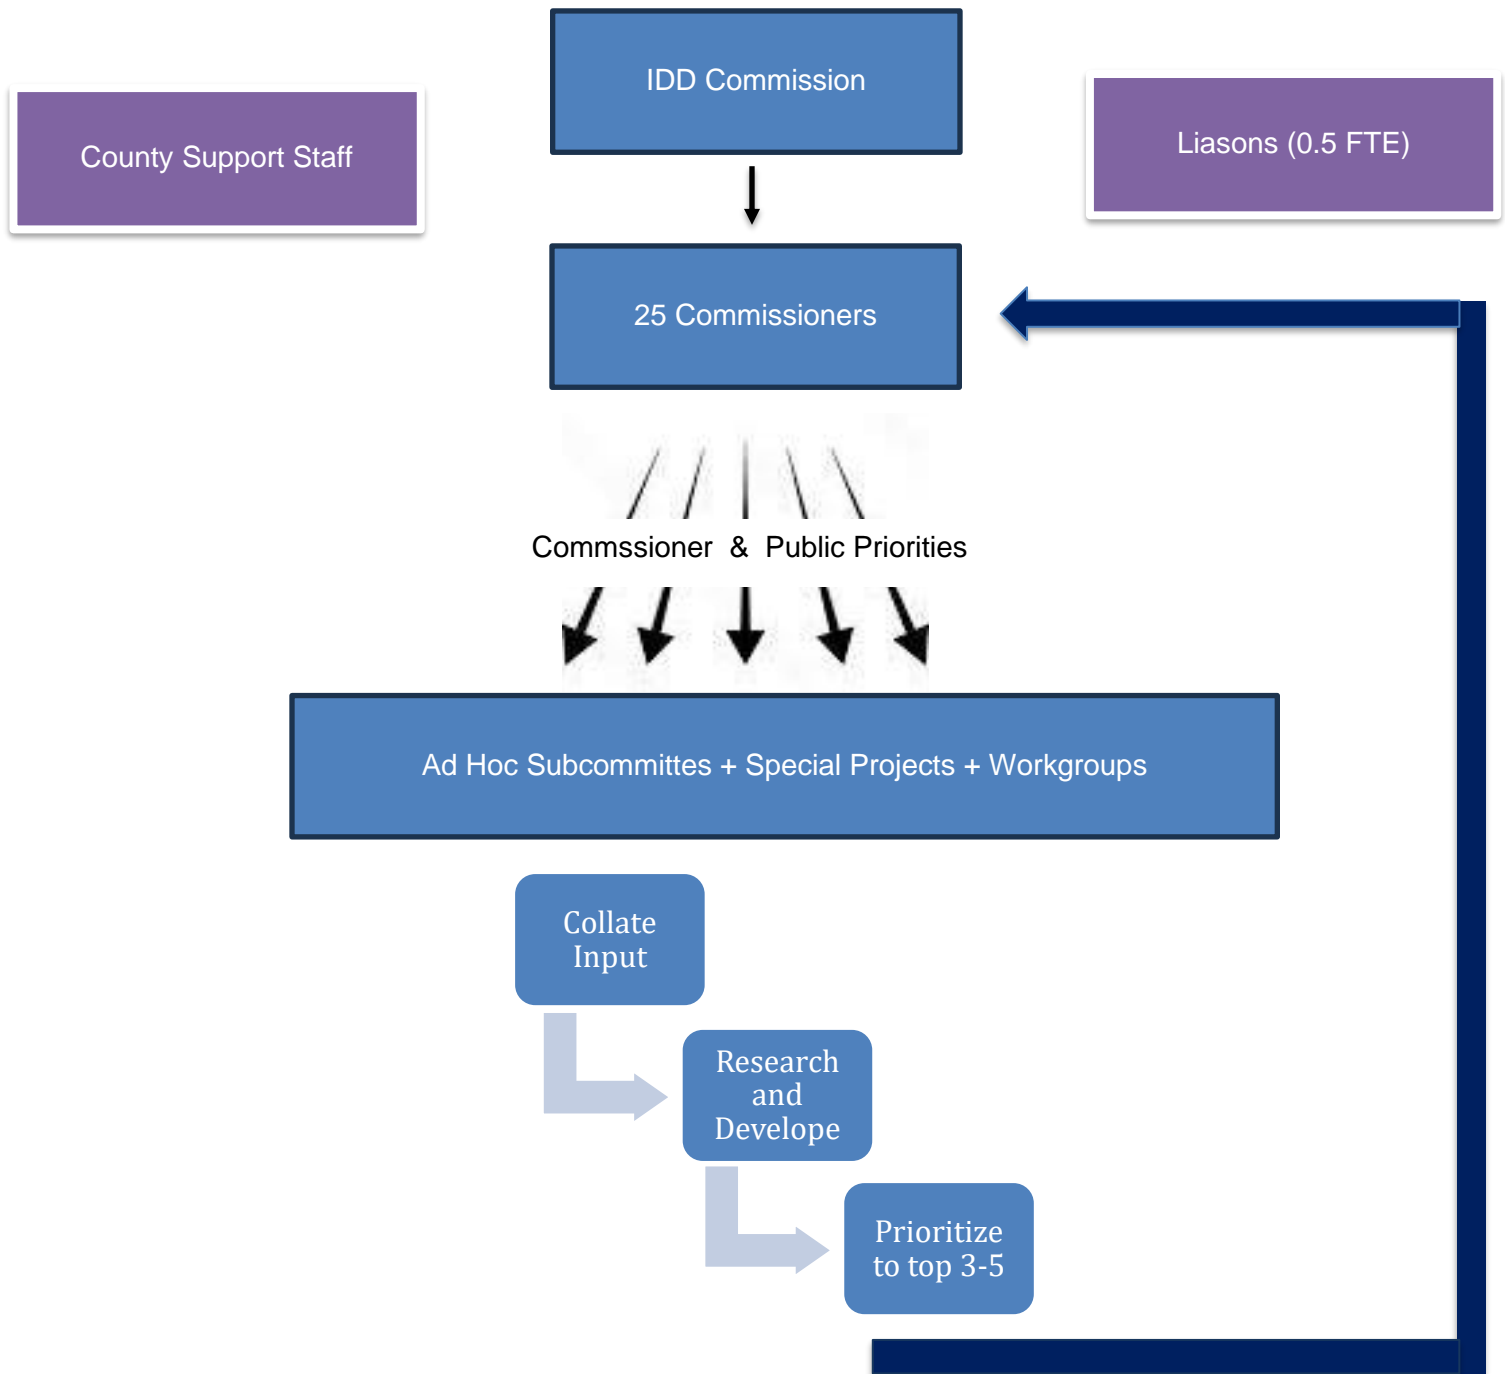 IDD Commission
County Support Staff
Liasons (0.5 FTE)
25 Commissioners
Commssioner & Public Priorities
Ad Hoc Subcommittes + Special Projects + Workgroups
Collate
Input
Research
and
Develope
Prioritize
to top 3-5